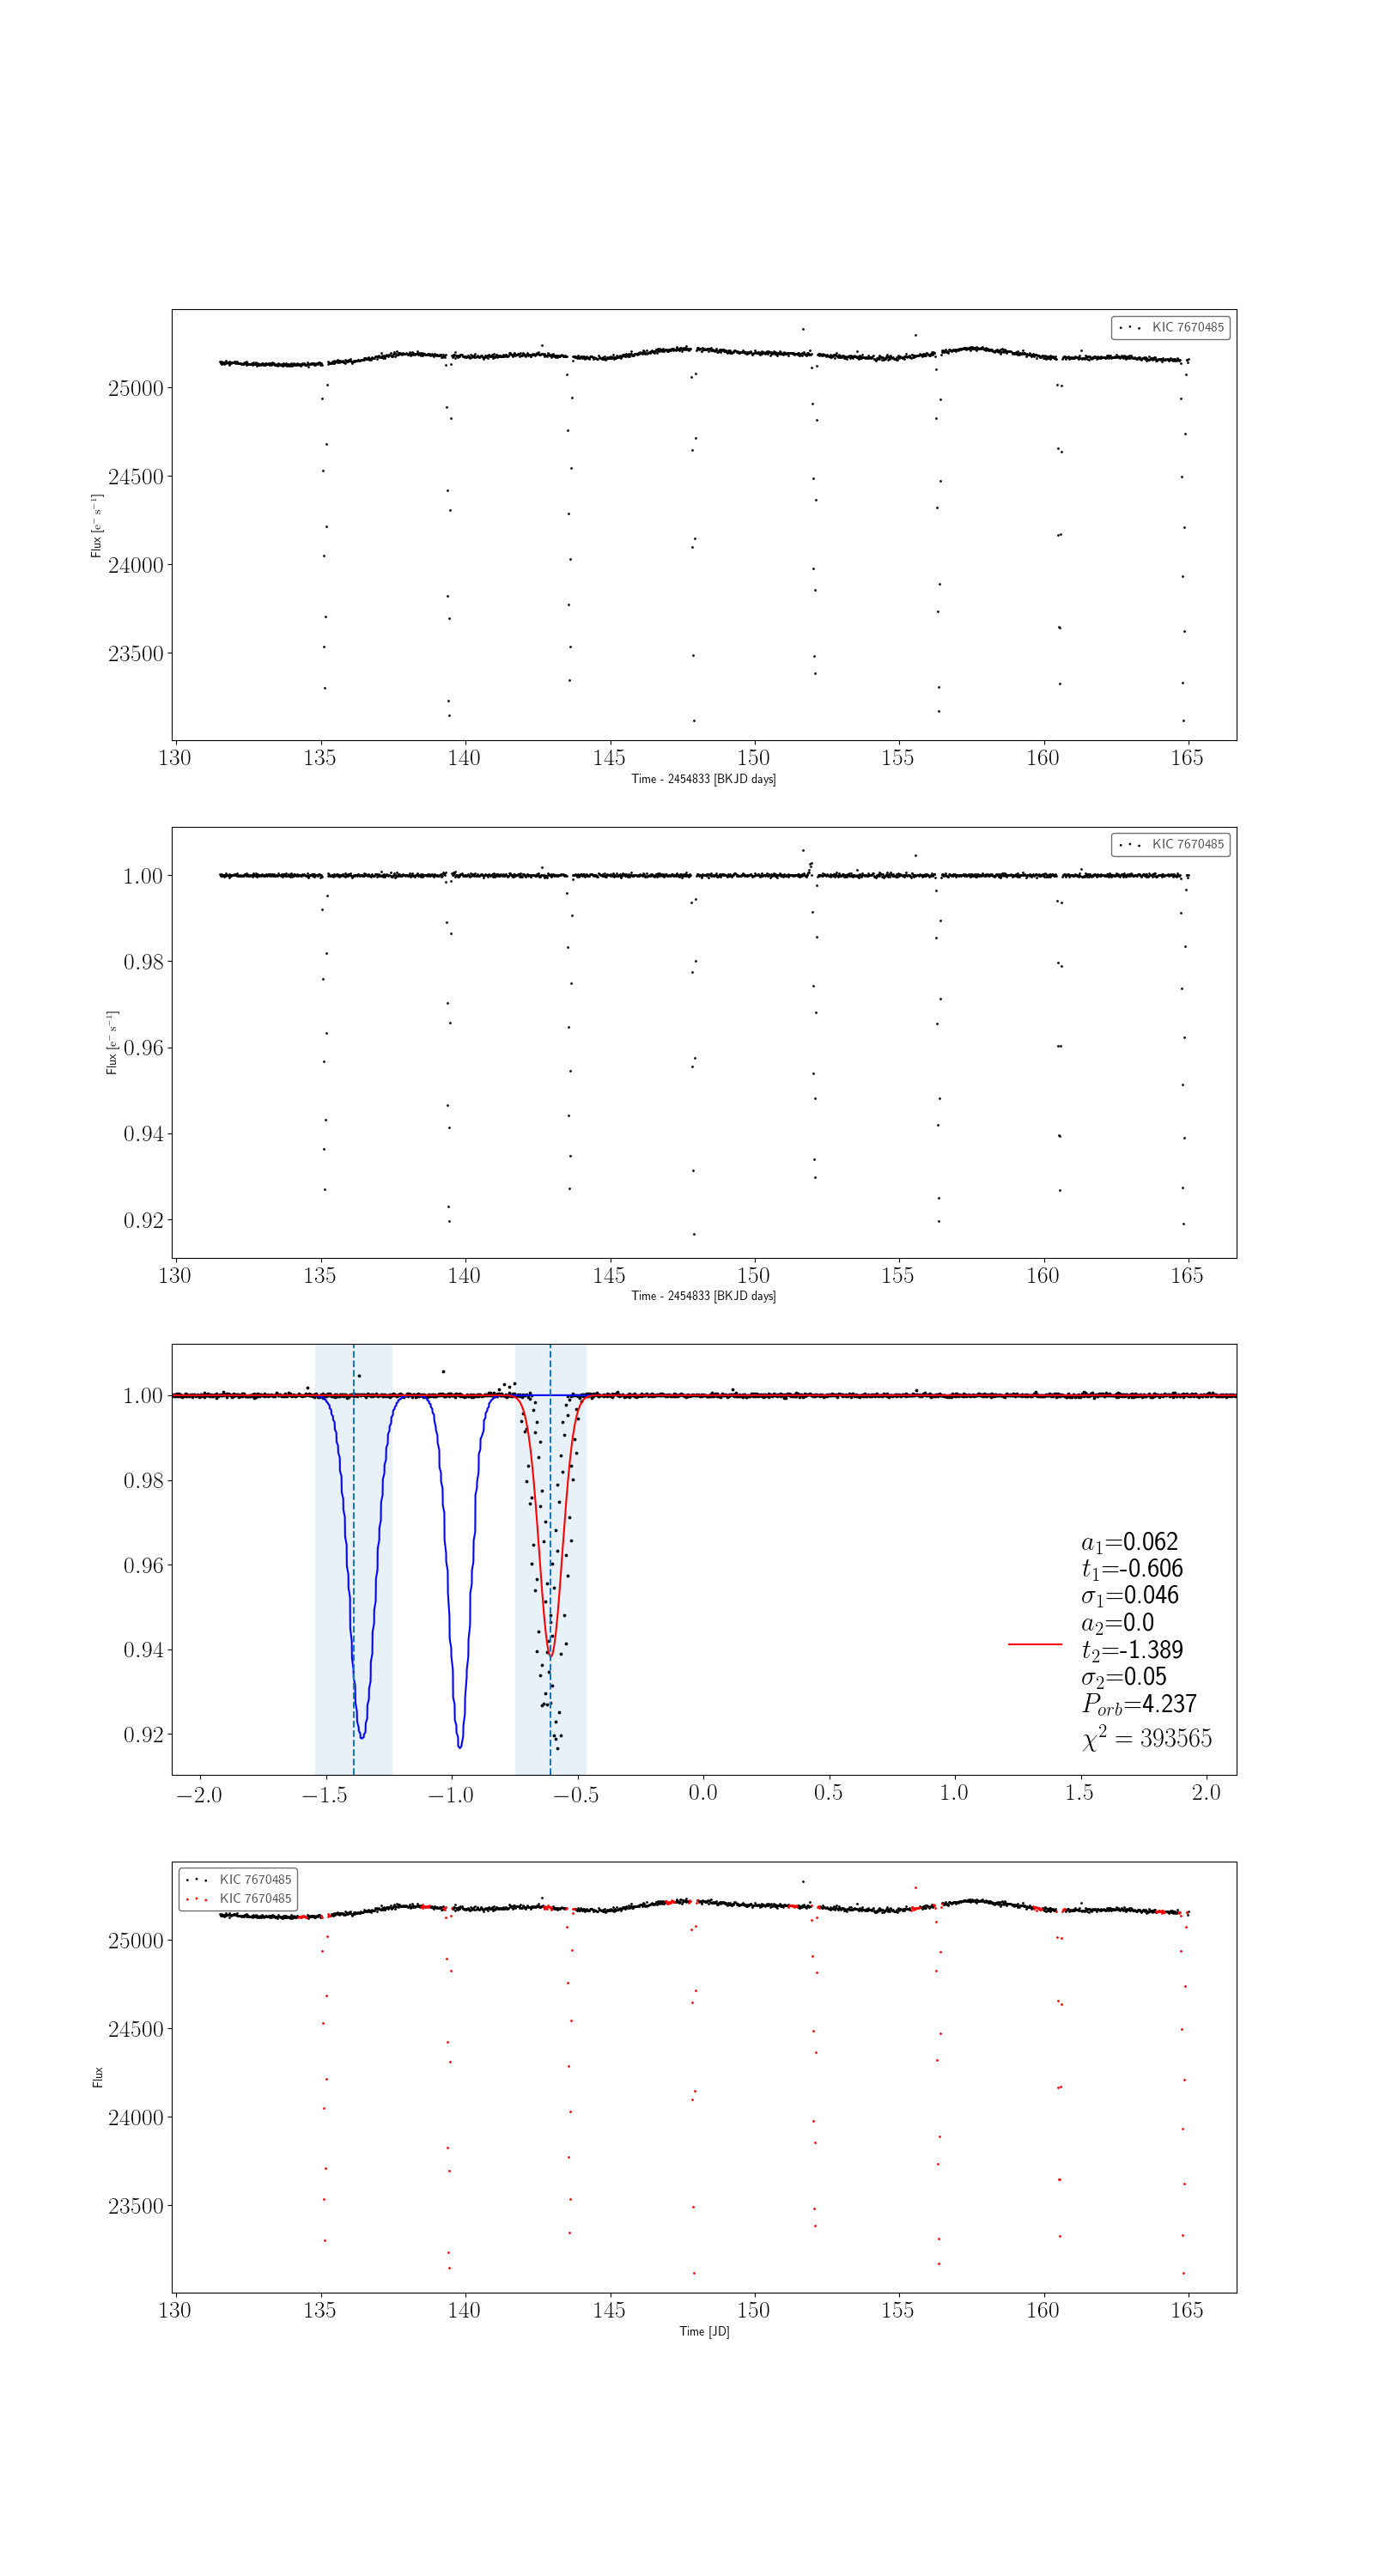 KIC 7670485
25000
24500
24000
23500
Flux [e⁻ s⁻¹]
130 135 140 145 150 155 160 165
Time - 2454833 [BKJD days]
KIC 7670485
1.00
0.98
0.96
0.94
0.92
Flux [e⁻ s⁻¹]
130 135 140 145 150 155 160 165
Time - 2454833 [BKJD days]
1.00
0.98
0.96
0.94
0.92
a₁=0.062
t₁=-0.606
σ₁=0.046
a₂=0.0
t₂=-1.389
σ₂=0.05
P_orb=4.237
χ² = 393565
−2.0 −1.5 −1.0 −0.5 0.0 0.5 1.0 1.5 2.0
KIC 7670485
KIC 7670485
25000
24500
24000
23500
Flux
130 135 140 145 150 155 160 165
Time [JD]